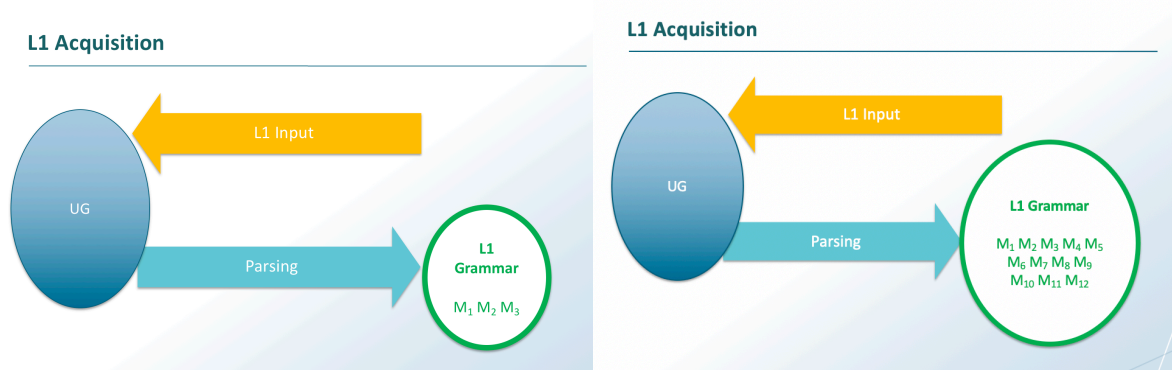 L1 Acquisition
L1 Input
UG
Parsing
L1
Grammar
M₁ M₂ M₃
L1 Acquisition
L1 Input
UG
Parsing
L1 Grammar
M₁ M₂ M₃ M₄ M₅
M₆ M₇ M₈ M₉
M₁₀ M₁₁ M₁₂